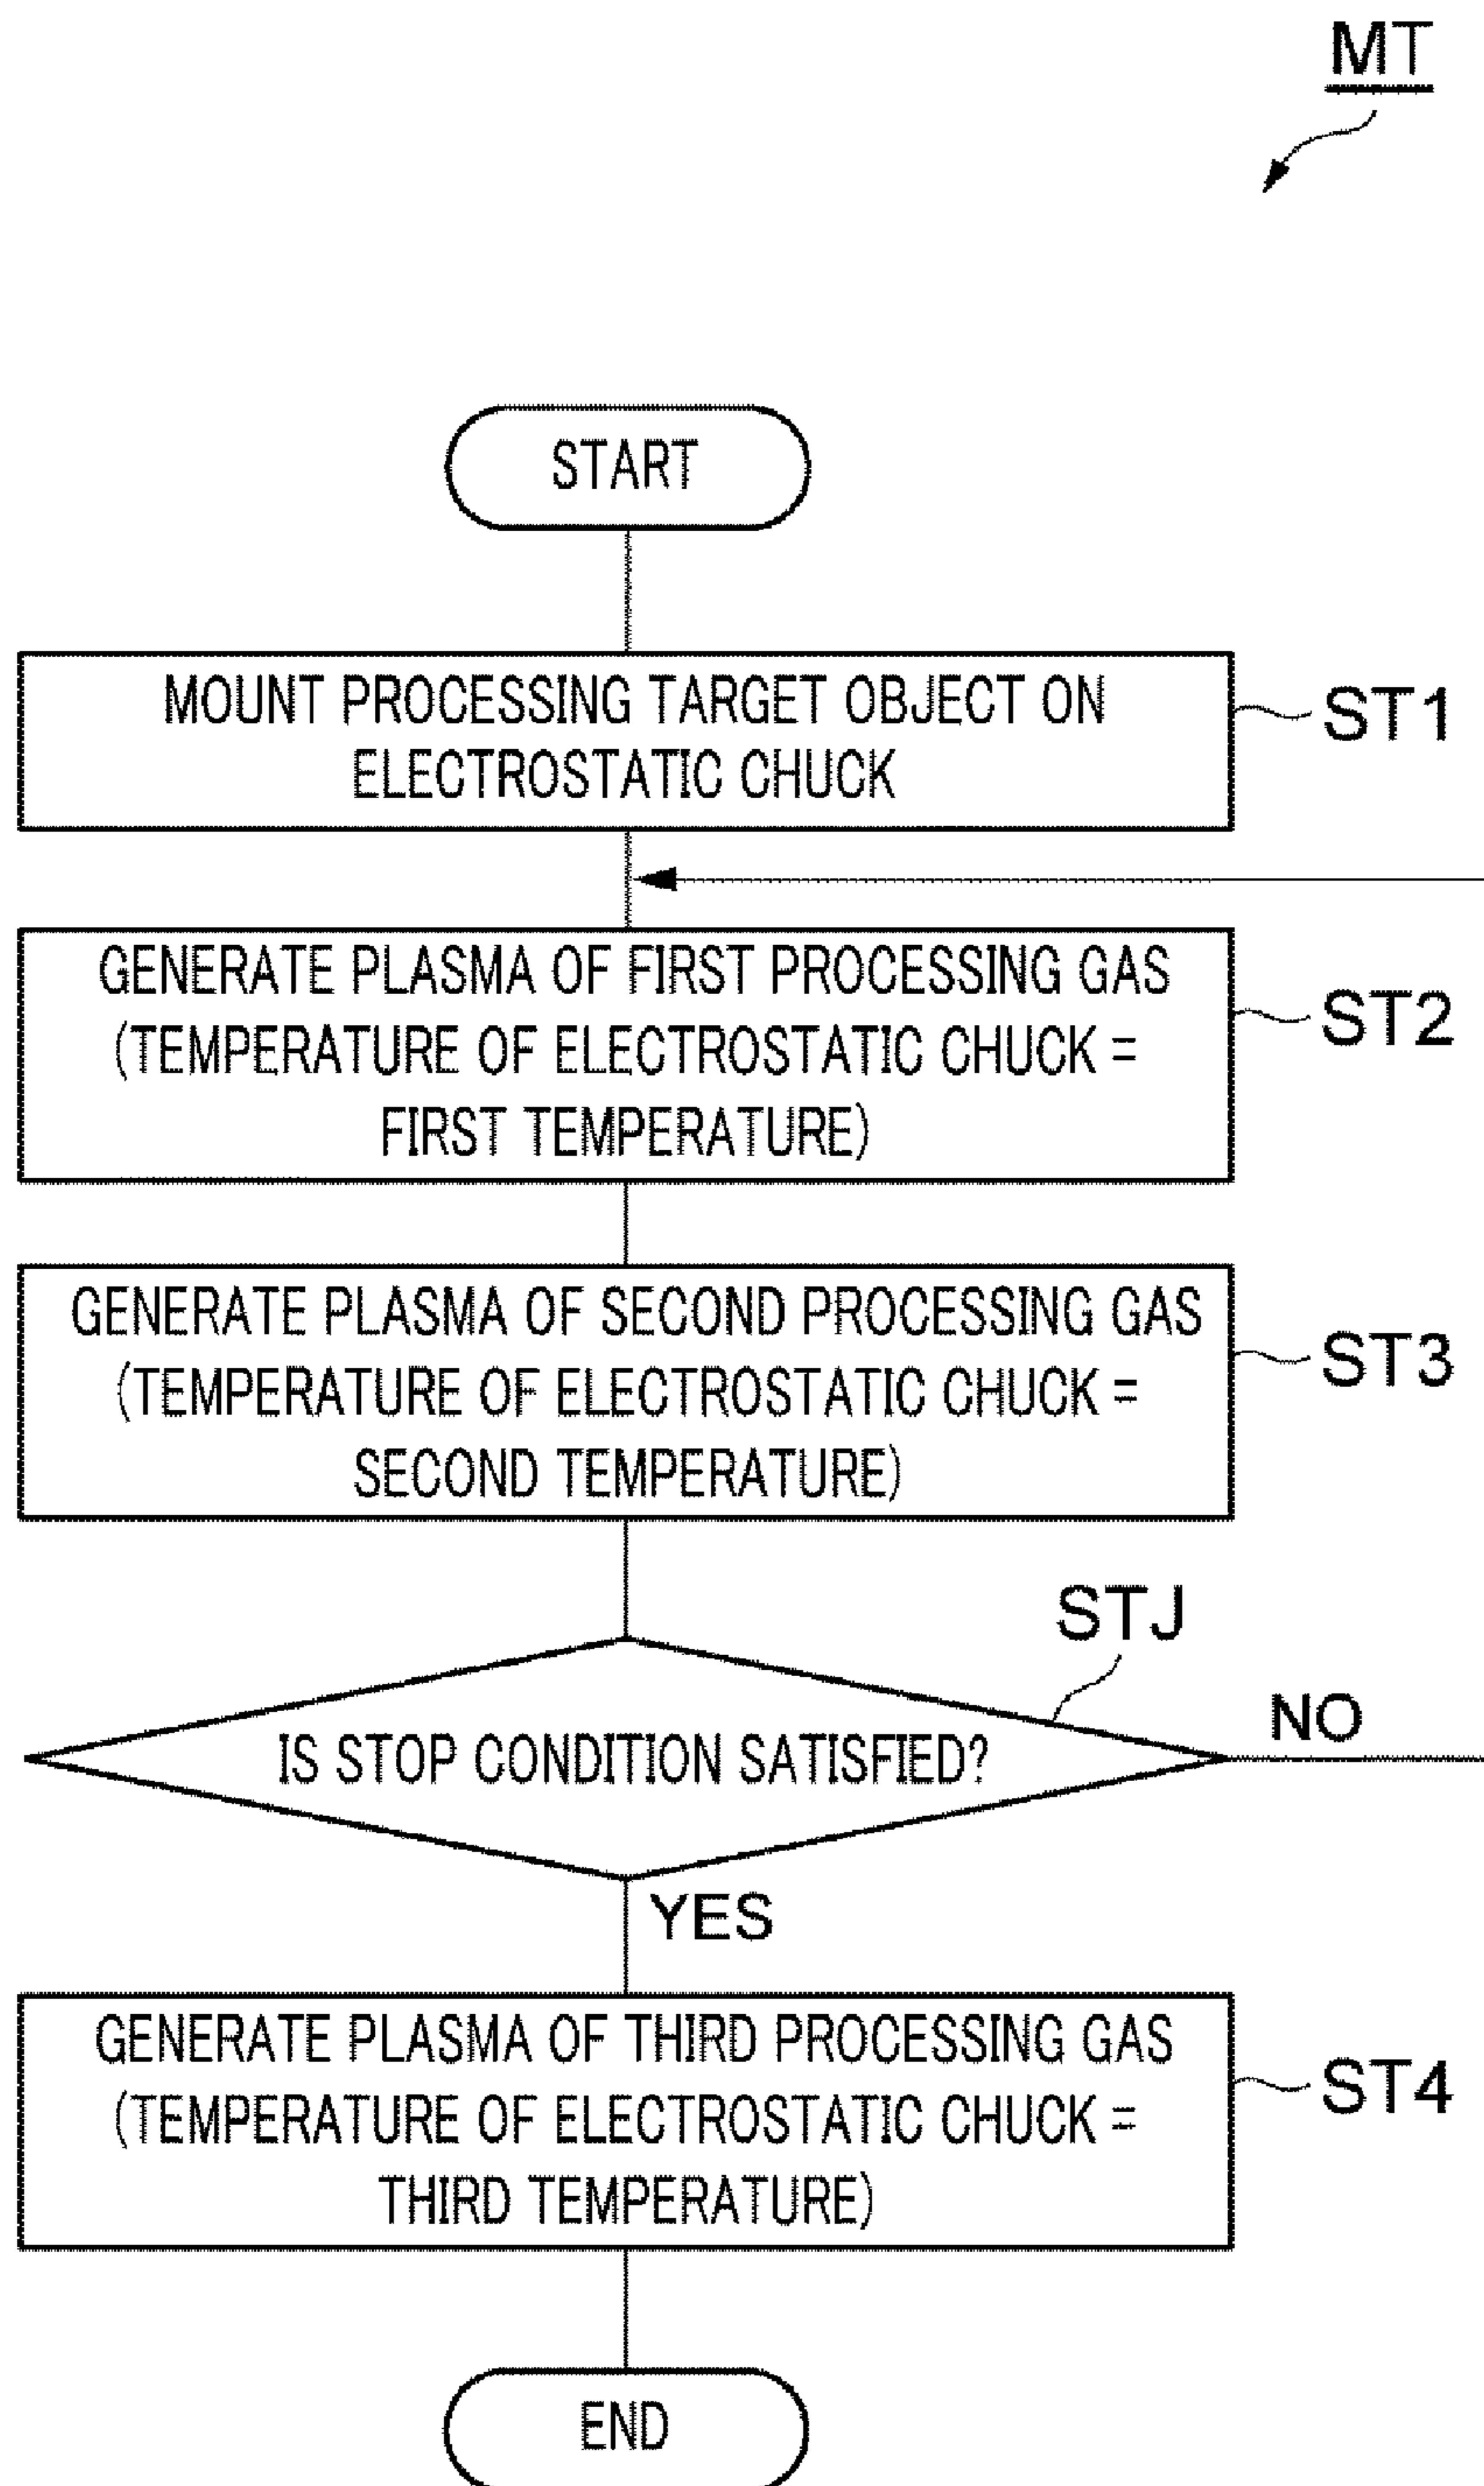 MT
START
MOUNT PROCESSING TARGET OBJECT ON
ELECTROSTATIC CHUCK
ST1
GENERATE PLASMA OF FIRST PROCESSING GAS
(TEMPERATURE OF ELECTROSTATIC CHUCK =
FIRST TEMPERATURE)
ST2
GENERATE PLASMA OF SECOND PROCESSING GAS
(TEMPERATURE OF ELECTROSTATIC CHUCK =
SECOND TEMPERATURE)
ST3
STJ
IS STOP CONDITION SATISFIED?
NO
YES
GENERATE PLASMA OF THIRD PROCESSING GAS
(TEMPERATURE OF ELECTROSTATIC CHUCK =
THIRD TEMPERATURE)
ST4
END